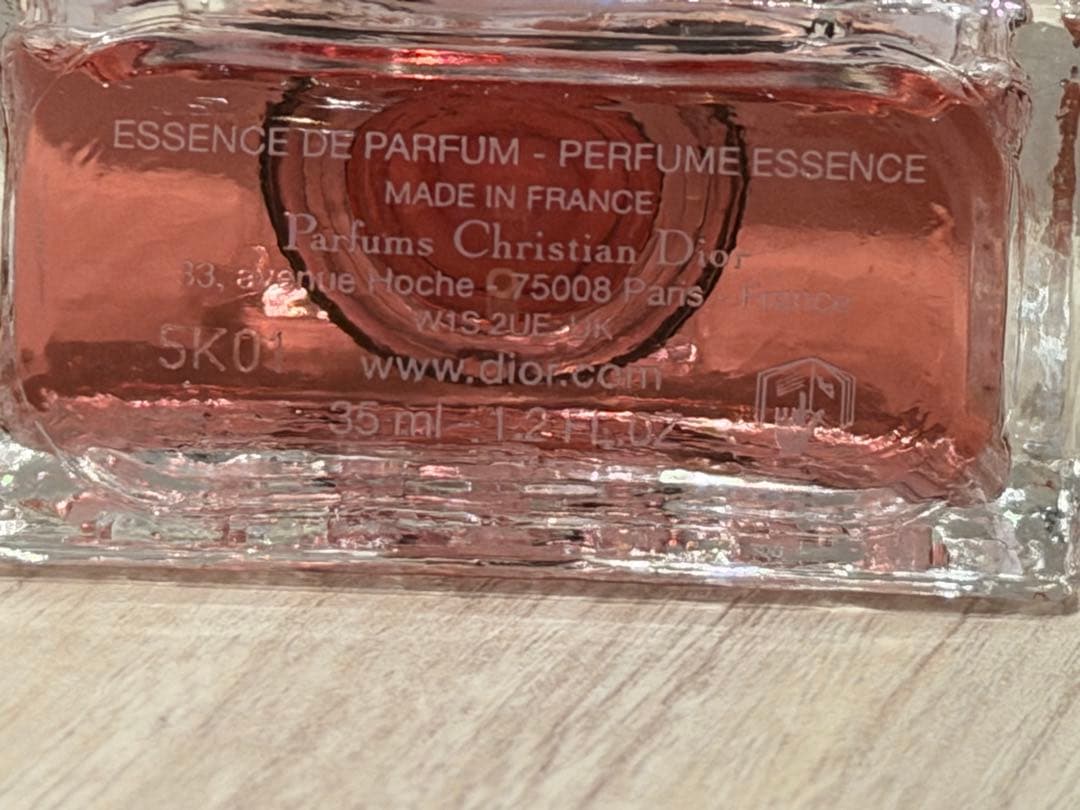 ESSENCE DE PARFUM - PERFUME ESSENCE
MADE IN FRANCE
Parfums Christian Dior
33, avenue Hoche - 75008 Paris - France
W1S 2UE UK
5K01
www.dior.com
35 ml - 1.2 FL.OZ